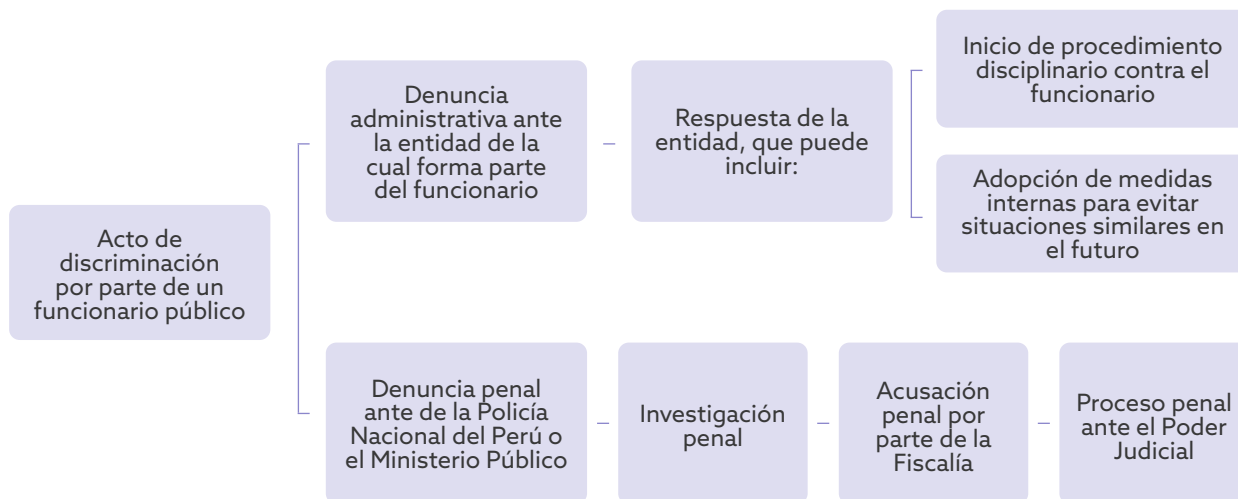 Acto de
discriminación
por parte de un
funcionario público
Denuncia
administrativa ante
la entidad de la
cual forma parte
del funcionario
Respuesta de la
entidad, que puede
incluir:
Inicio de procedimiento
disciplinario contra el
funcionario
Adopción de medidas
internas para evitar
situaciones similares en
el futuro
Denuncia penal
ante de la Policía
Nacional del Perú o
el Ministerio Público
Investigación
penal
Acusación
penal por
parte de la
Fiscalía
Proceso penal
ante el Poder
Judicial